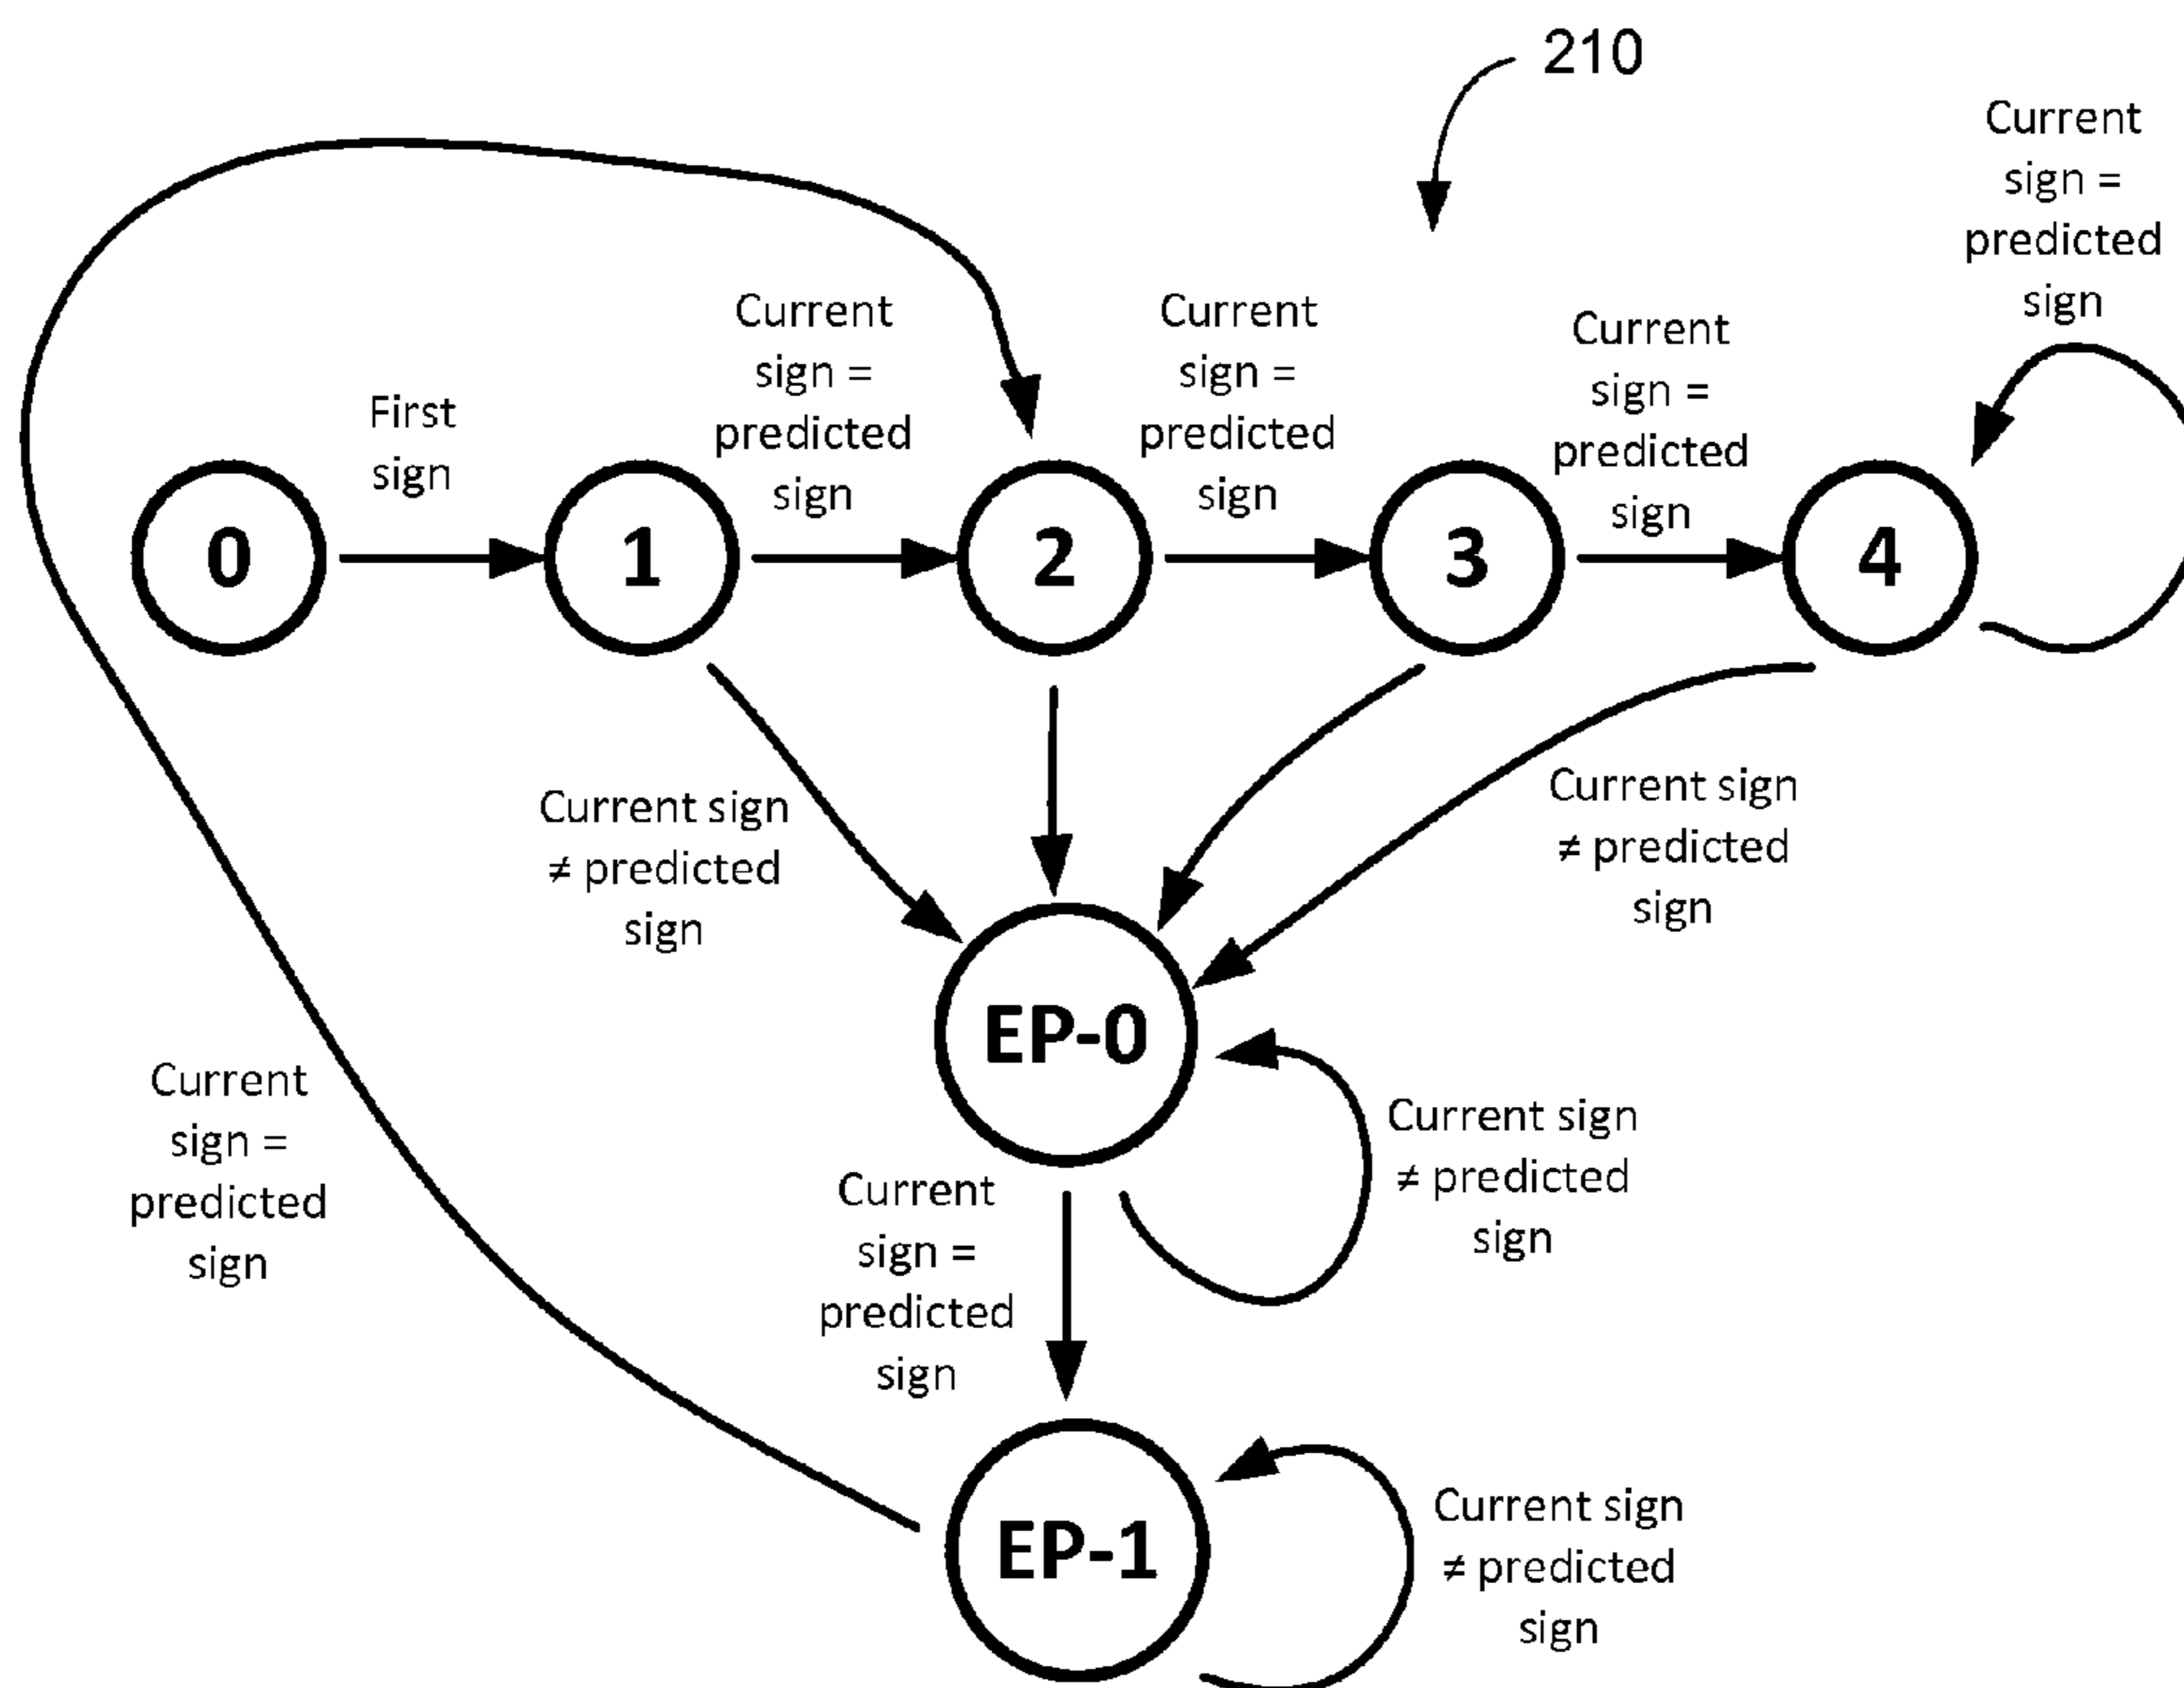 210
Current
sign =
predicted
sign
Current
sign =
predicted
sign
Current
sign =
predicted
sign
Current
sign =
predicted
sign
First
sign
0
1
2
3
4
Current sign
≠ predicted
sign
Current sign
≠ predicted
sign
EP-0
Current
sign =
predicted
sign
Current
sign =
predicted
sign
Current sign
≠ predicted
sign
EP-1
Current sign
≠ predicted
sign